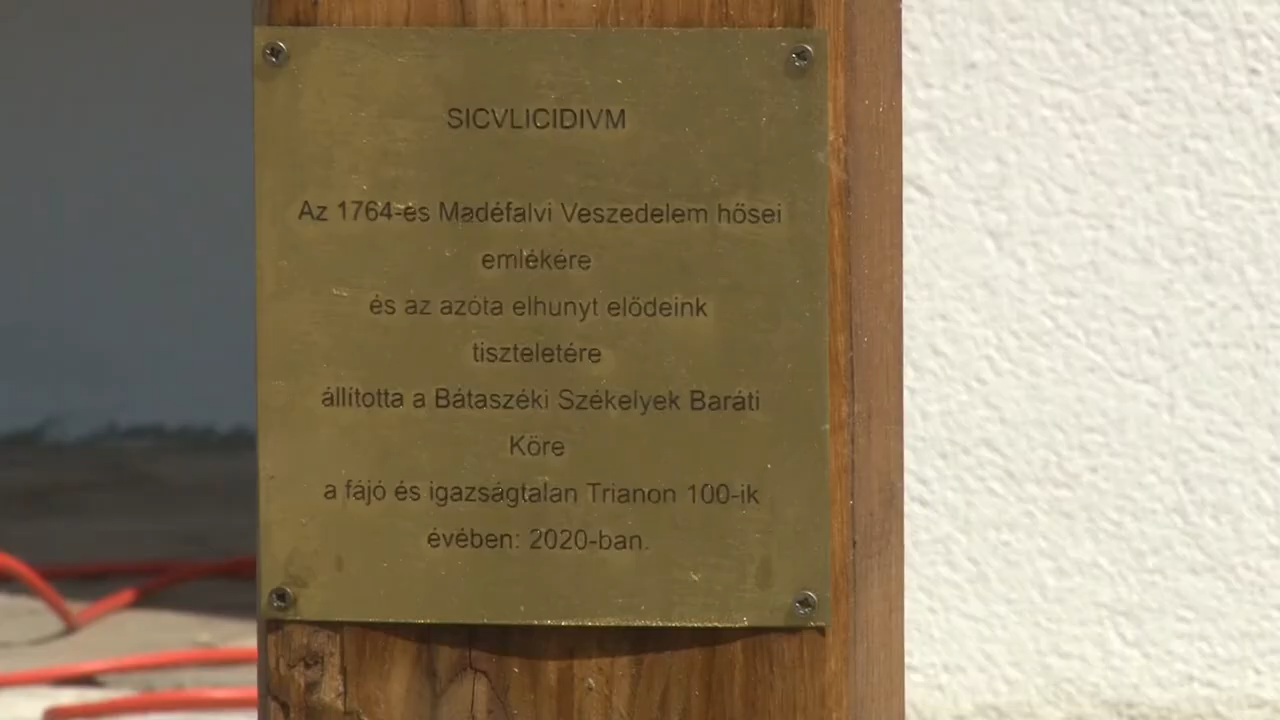 SICVLICIDIVM
Az 1764-és Madéfalvi Veszedelem hősei
emlékére
és az azóta elhunyt elődeink
tiszteletére
állította a Bátaszéki Székelyek Baráti
Köre
a fájó és igazságtalan Trianon 100-ik
évében: 2020-ban.